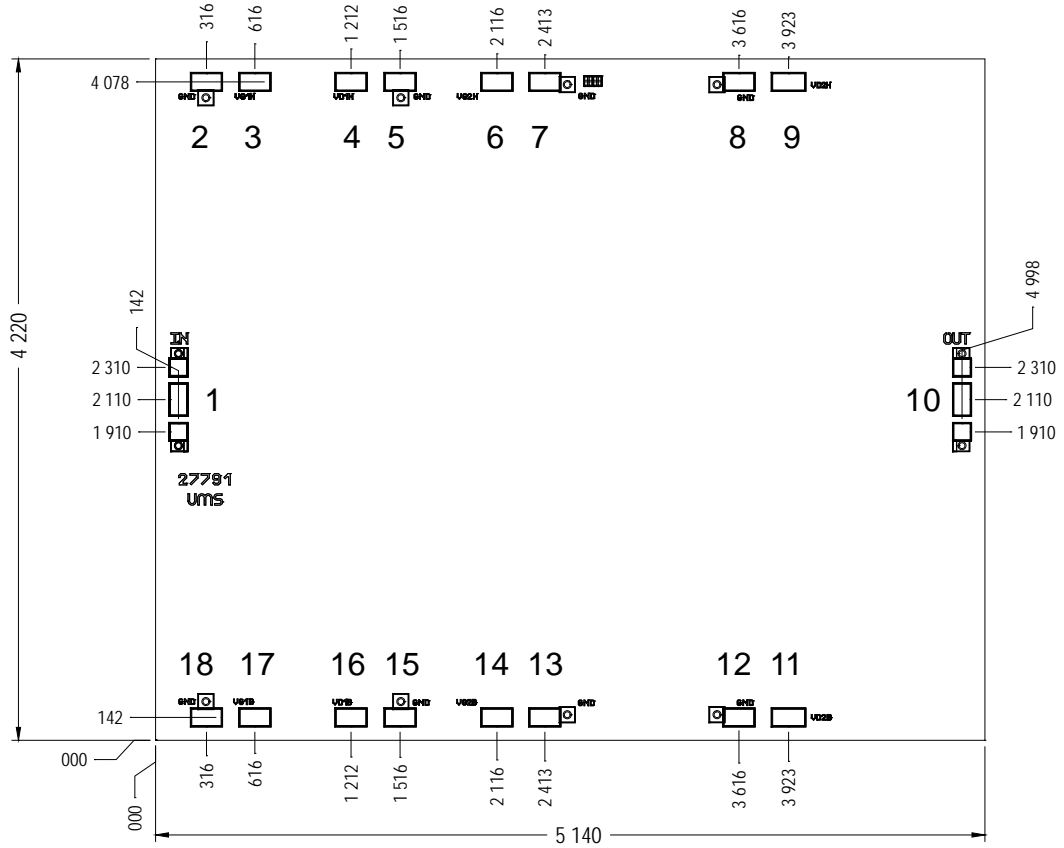 316 616 1 212 1 516 2 116 2 413 3 616 3 923
4 078
GND VG1H VD1H GND VG2H GND GND VD2H
2 3 4 5 6 7 8 9
142 4 998
4 220
IN OUT
2 310 2 310
2 110 1 10 2 110
1 910 1 910
27791
UMS
18 17 16 15 14 13 12 11
GND VG1B VD1B GND VG2B GND GND VD2B
142
000
316 616 1 212 1 516 2 116 2 413 3 616 3 923
000
5 140